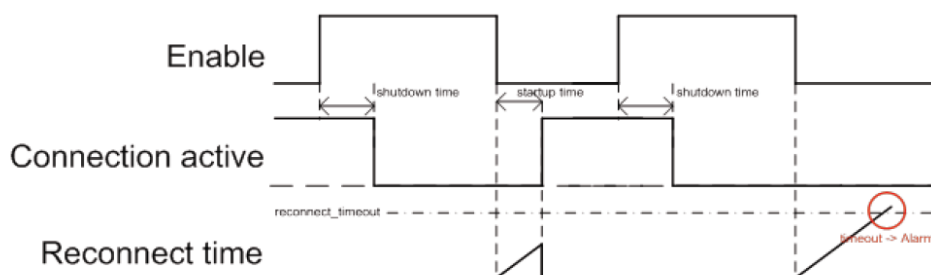 Enable
shutdown time
startup time
shutdown time
Connection active
reconnect_timeout
timeout -> Alarm
Reconnect time